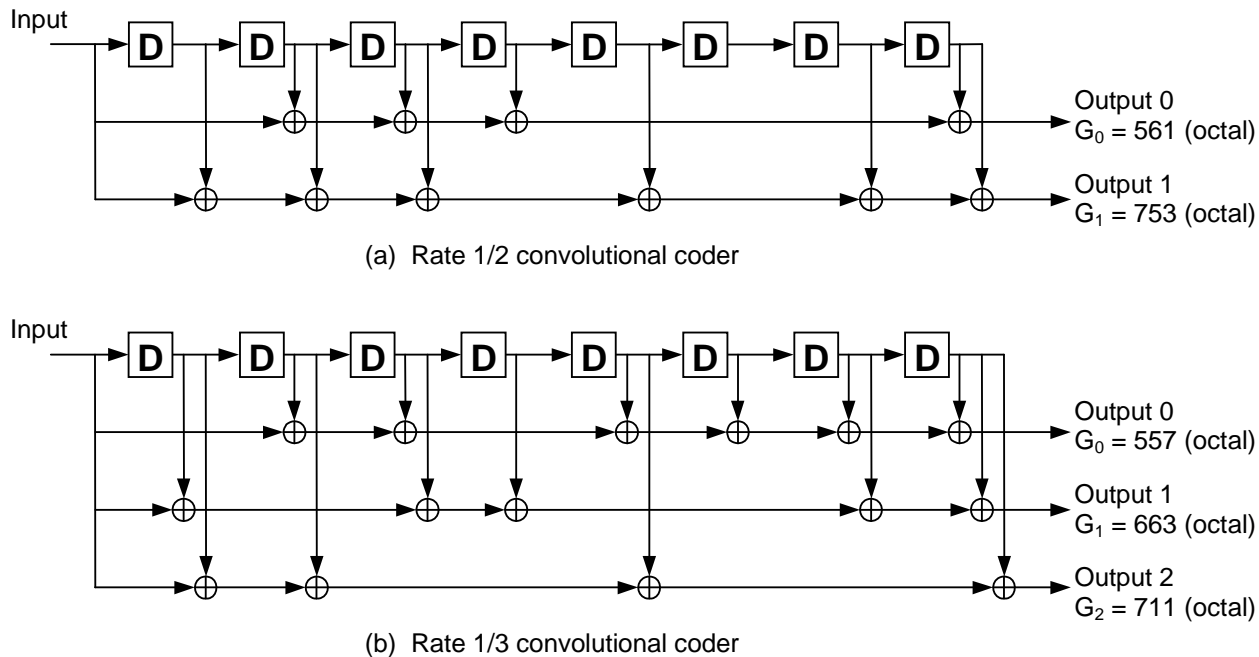 Input
D D D D D D D D
Output 0
G₀ = 561 (octal)
Output 1
G₁ = 753 (octal)
(a) Rate 1/2 convolutional coder
Input
D D D D D D D D
Output 0
G₀ = 557 (octal)
Output 1
G₁ = 663 (octal)
Output 2
G₂ = 711 (octal)
(b) Rate 1/3 convolutional coder